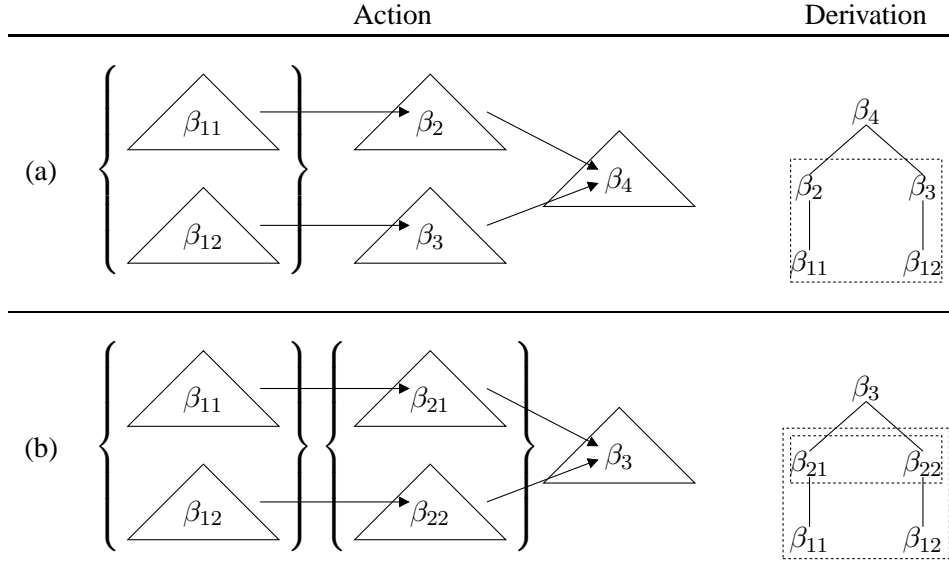 Action Derivation
(a) { β11 β12 } β2 β3 β4
β4
β2 β3
β11 β12
(b) { β11 β12 } { β21 β22 } β3
β3
β21 β22
β11 β12